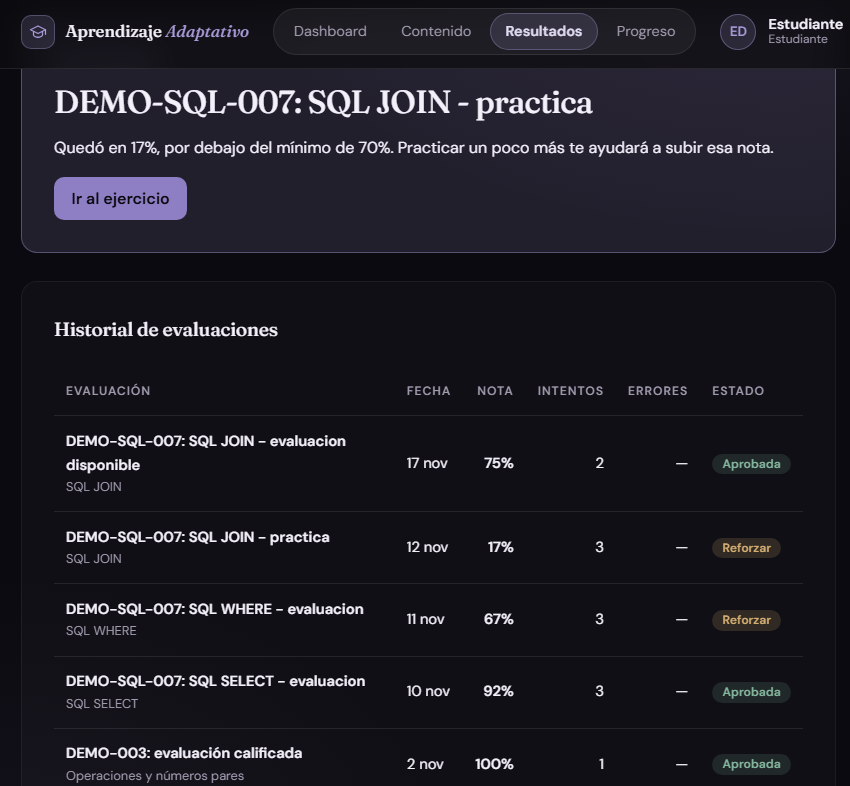 Aprendizaje Adaptativo
Dashboard
Contenido
Resultados
Progreso
ED
Estudiante
Estudiante
DEMO-SQL-007: SQL JOIN - practica
Quedó en 17%, por debajo del mínimo de 70%. Practicar un poco más te ayudará a subir esa nota.
Ir al ejercicio
Historial de evaluaciones
EVALUACIÓN FECHA NOTA INTENTOS ERRORES ESTADO
DEMO-SQL-007: SQL JOIN - evaluacion
disponible
SQL JOIN
17 nov 75% 2 — Aprobada
DEMO-SQL-007: SQL JOIN - practica
SQL JOIN
12 nov 17% 3 — Reforzar
DEMO-SQL-007: SQL WHERE - evaluacion
SQL WHERE
11 nov 67% 3 — Reforzar
DEMO-SQL-007: SQL SELECT - evaluacion
SQL SELECT
10 nov 92% 3 — Aprobada
DEMO-003: evaluación calificada
Operaciones y números pares
2 nov 100% 1 — Aprobada